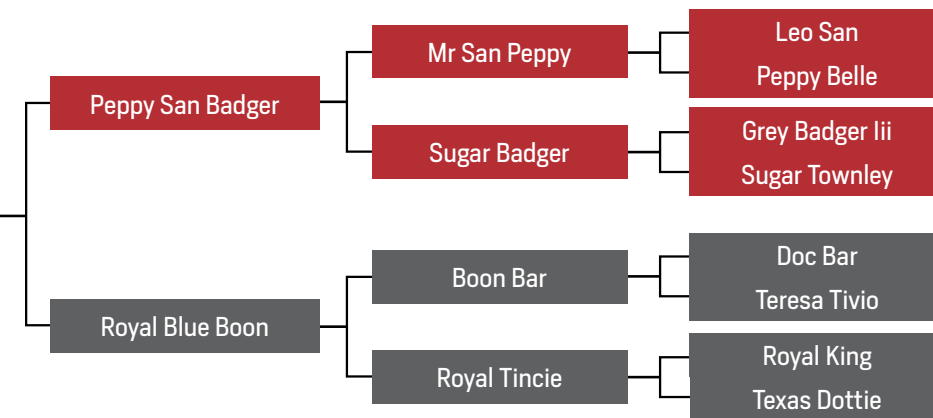 Peppy San Badger
Mr San Peppy
Leo San
Peppy Belle
Sugar Badger
Grey Badger Iii
Sugar Townley
Royal Blue Boon
Boon Bar
Doc Bar
Teresa Tivio
Royal Tincie
Royal King
Texas Dottie